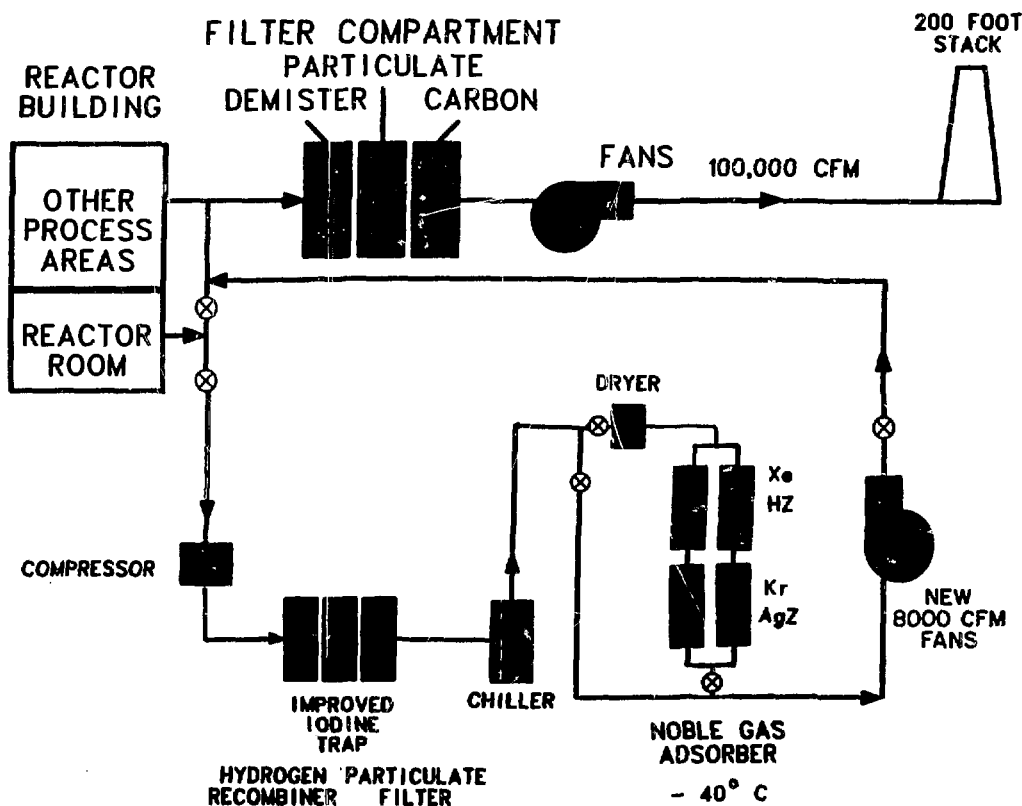 200 FOOT
STACK
FILTER COMPARTMENT
PARTICULATE
DEMISTER CARBON
REACTOR
BUILDING
FANS
100,000 CFM
OTHER
PROCESS
AREAS
REACTOR
ROOM
DRYER
Xe
HZ
Kr
AgZ
COMPRESSOR
NEW
8000 CFM
FANS
CHILLER
IMPROVED
IODINE
TRAP
HYDROGEN PARTICULATE
RECOMBINER FILTER
NOBLE GAS
ADSORBER
- 40° C